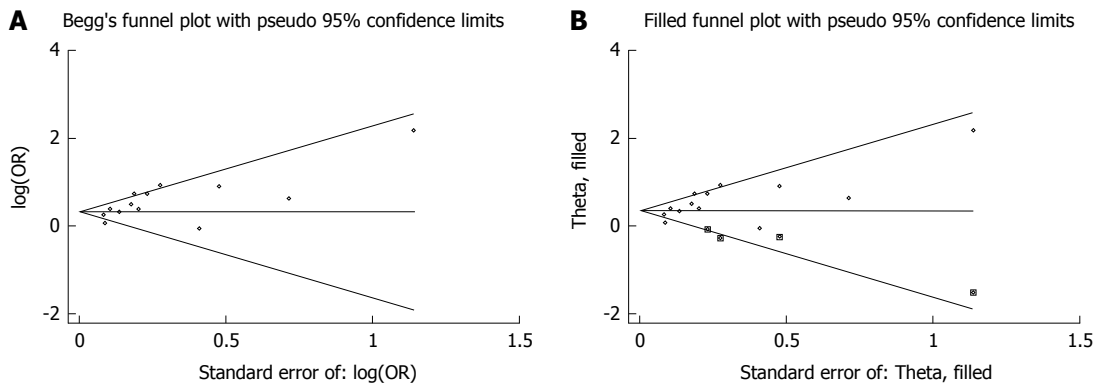 A Begg's funnel plot with pseudo 95% confidence limits
4
2
0
-2
log(OR)
0 0.5 1 1.5
Standard error of: log(OR)
B Filled funnel plot with pseudo 95% confidence limits
4
2
0
-2
Theta, filled
0 0.5 1 1.5
Standard error of: Theta, filled